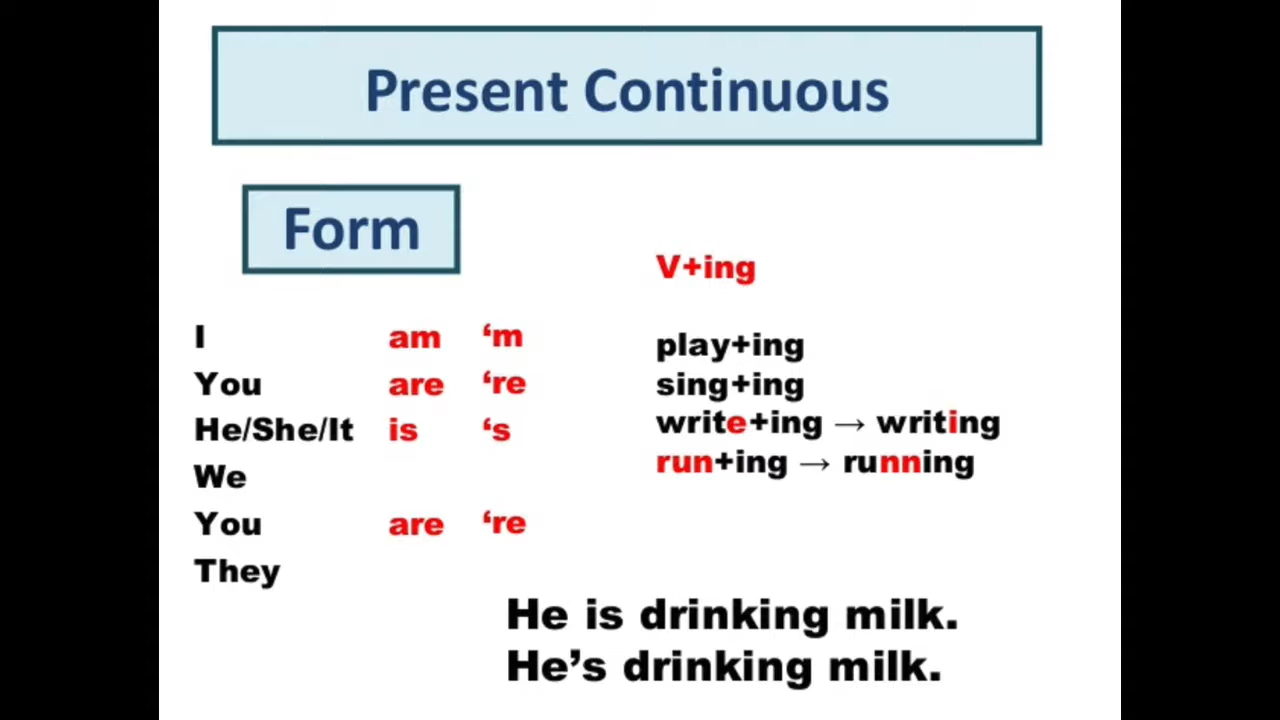 Present Continuous
Form
V+ing
I am ‘m
You are ‘re
He/She/It is ‘s
We
You are ‘re
They
play+ing
sing+ing
write+ing → writing
run+ing → running
He is drinking milk.
He’s drinking milk.